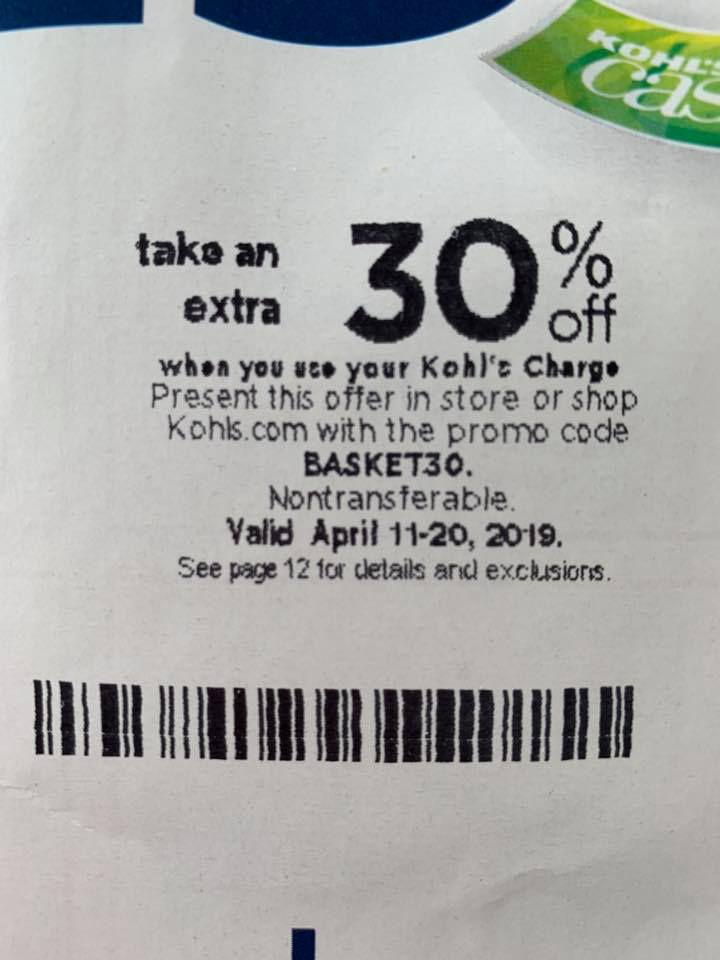 KOHL'S
take an
extra
30% off
when you use your Kohl's Charge
Present this offer in store or shop
Kohls.com with the promo code
BASKET30.
Nontransferable.
Valid April 11-20, 2019.
See page 12 for details and exclusions.